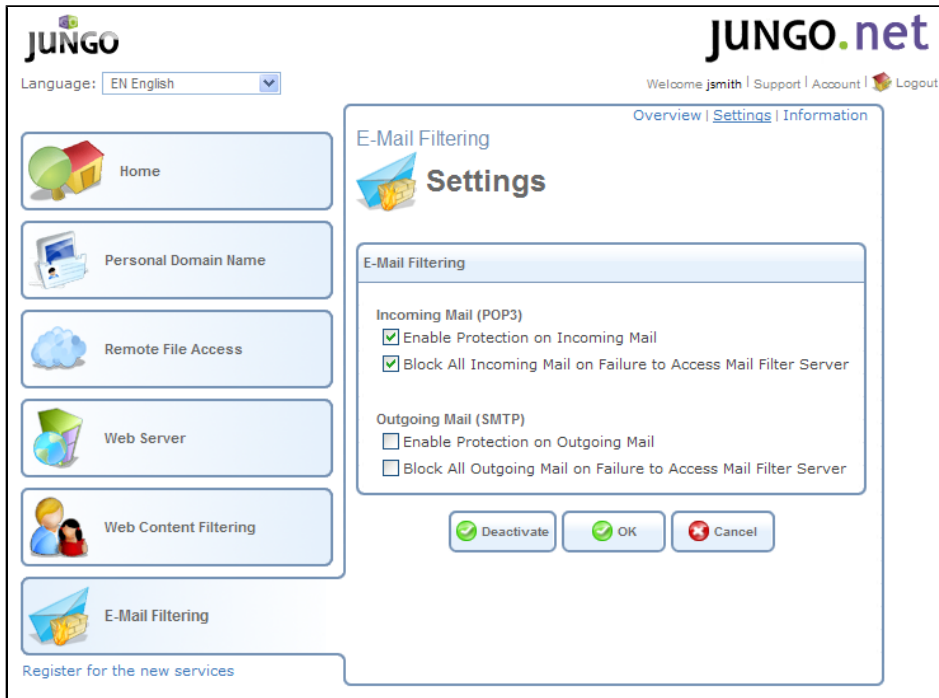 JUNGO
JUNGO.net
Language: EN English
Welcome jsmith | Support | Account | Logout
Overview | Settings | Information
Home
Personal Domain Name
Remote File Access
Web Server
Web Content Filtering
E-Mail Filtering
Register for the new services
E-Mail Filtering
Settings
E-Mail Filtering
Incoming Mail (POP3)
Enable Protection on Incoming Mail
Block All Incoming Mail on Failure to Access Mail Filter Server
Outgoing Mail (SMTP)
Enable Protection on Outgoing Mail
Block All Outgoing Mail on Failure to Access Mail Filter Server
Deactivate OK Cancel